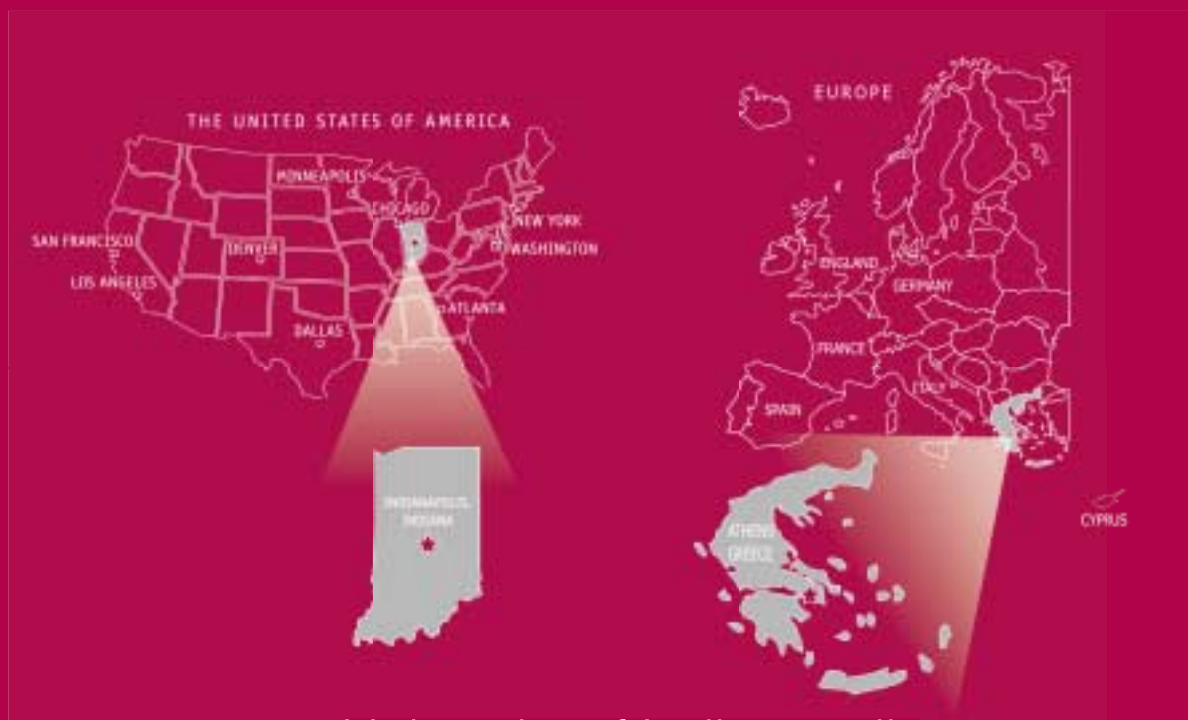 THE UNITED STATES OF AMERICA
MINNEAPOLIS
CHICAGO
NEW YORK
SAN FRANCISCO
DENVER
WASHINGTON
LOS ANGELES
ATLANTA
DALLAS
INDIANAPOLIS,
INDIANA
EUROPE
ENGLAND
GERMANY
FRANCE
ITALY
SPAIN
CYPRUS
ATHENS
GREECE